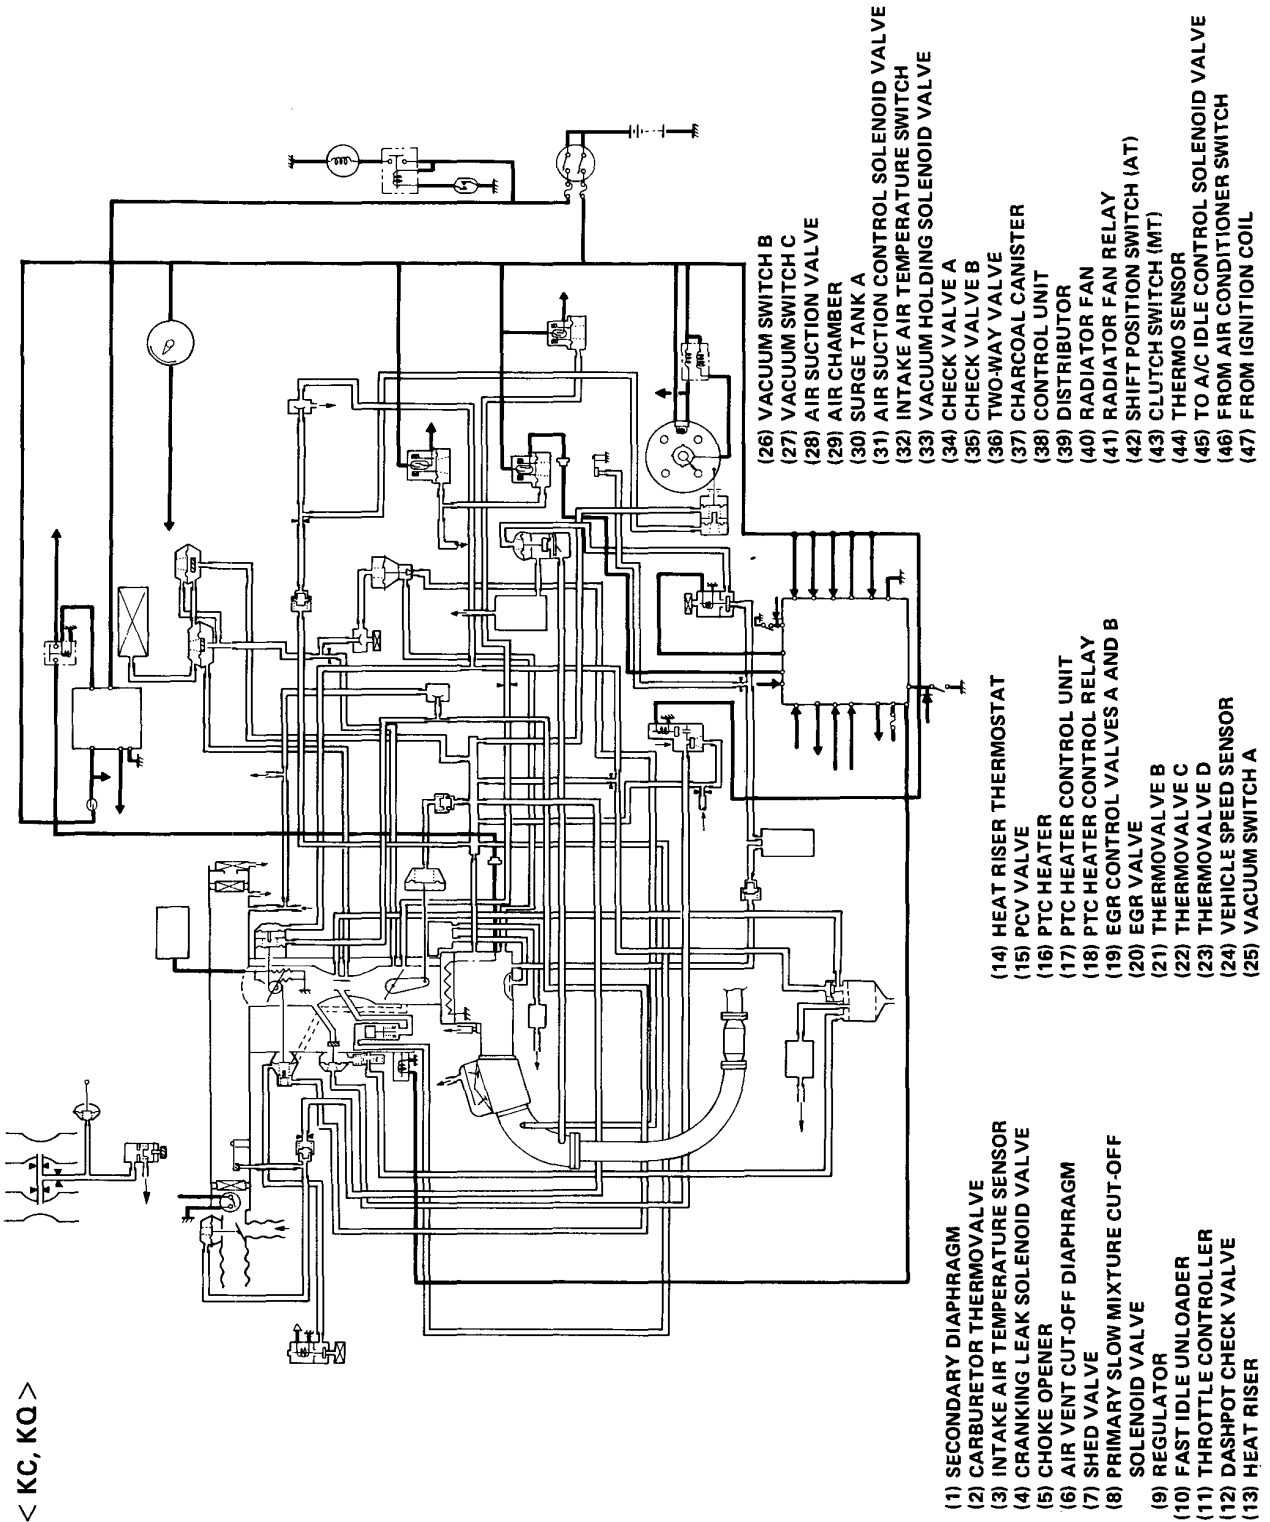 < KC, KQ >
(1) SECONDARY DIAPHRAGM
(2) CARBURETOR THERMOVALVE
(3) INTAKE AIR TEMPERATURE SENSOR
(4) CRANKING LEAK SOLENOID VALVE
(5) CHOKE OPENER
(6) AIR VENT CUT-OFF DIAPHRAGM
(7) SHED VALVE
(8) PRIMARY SLOW MIXTURE CUT-OFF
SOLENOID VALVE
(9) REGULATOR
(10) FAST IDLE UNLOADER
(11) THROTTLE CONTROLLER
(12) DASHPOT CHECK VALVE
(13) HEAT RISER
(14) HEAT RISER THERMOSTAT
(15) PCV VALVE
(16) PTC HEATER
(17) PTC HEATER CONTROL UNIT
(18) PTC HEATER CONTROL RELAY
(19) EGR CONTROL VALVES A AND B
(20) EGR VALVE
(21) THERMOVALVE B
(22) THERMOVALVE C
(23) THERMOVALVE D
(24) VEHICLE SPEED SENSOR
(25) VACUUM SWITCH A
(26) VACUUM SWITCH B
(27) VACUUM SWITCH C
(28) AIR SUCTION VALVE
(29) AIR CHAMBER
(30) SURGE TANK A
(31) AIR SUCTION CONTROL SOLENOID VALVE
(32) INTAKE AIR TEMPERATURE SWITCH
(33) VACUUM HOLDING SOLENOID VALVE
(34) CHECK VALVE A
(35) CHECK VALVE B
(36) TWO-WAY VALVE
(37) CHARCOAL CANISTER
(38) CONTROL UNIT
(39) DISTRIBUTOR
(40) RADIATOR FAN
(41) RADIATOR FAN RELAY
(42) SHIFT POSITION SWITCH (AT)
(43) CLUTCH SWITCH (MT)
(44) THERMO SENSOR
(45) TO A/C IDLE CONTROL SOLENOID VALVE
(46) FROM AIR CONDITIONER SWITCH
(47) FROM IGNITION COIL